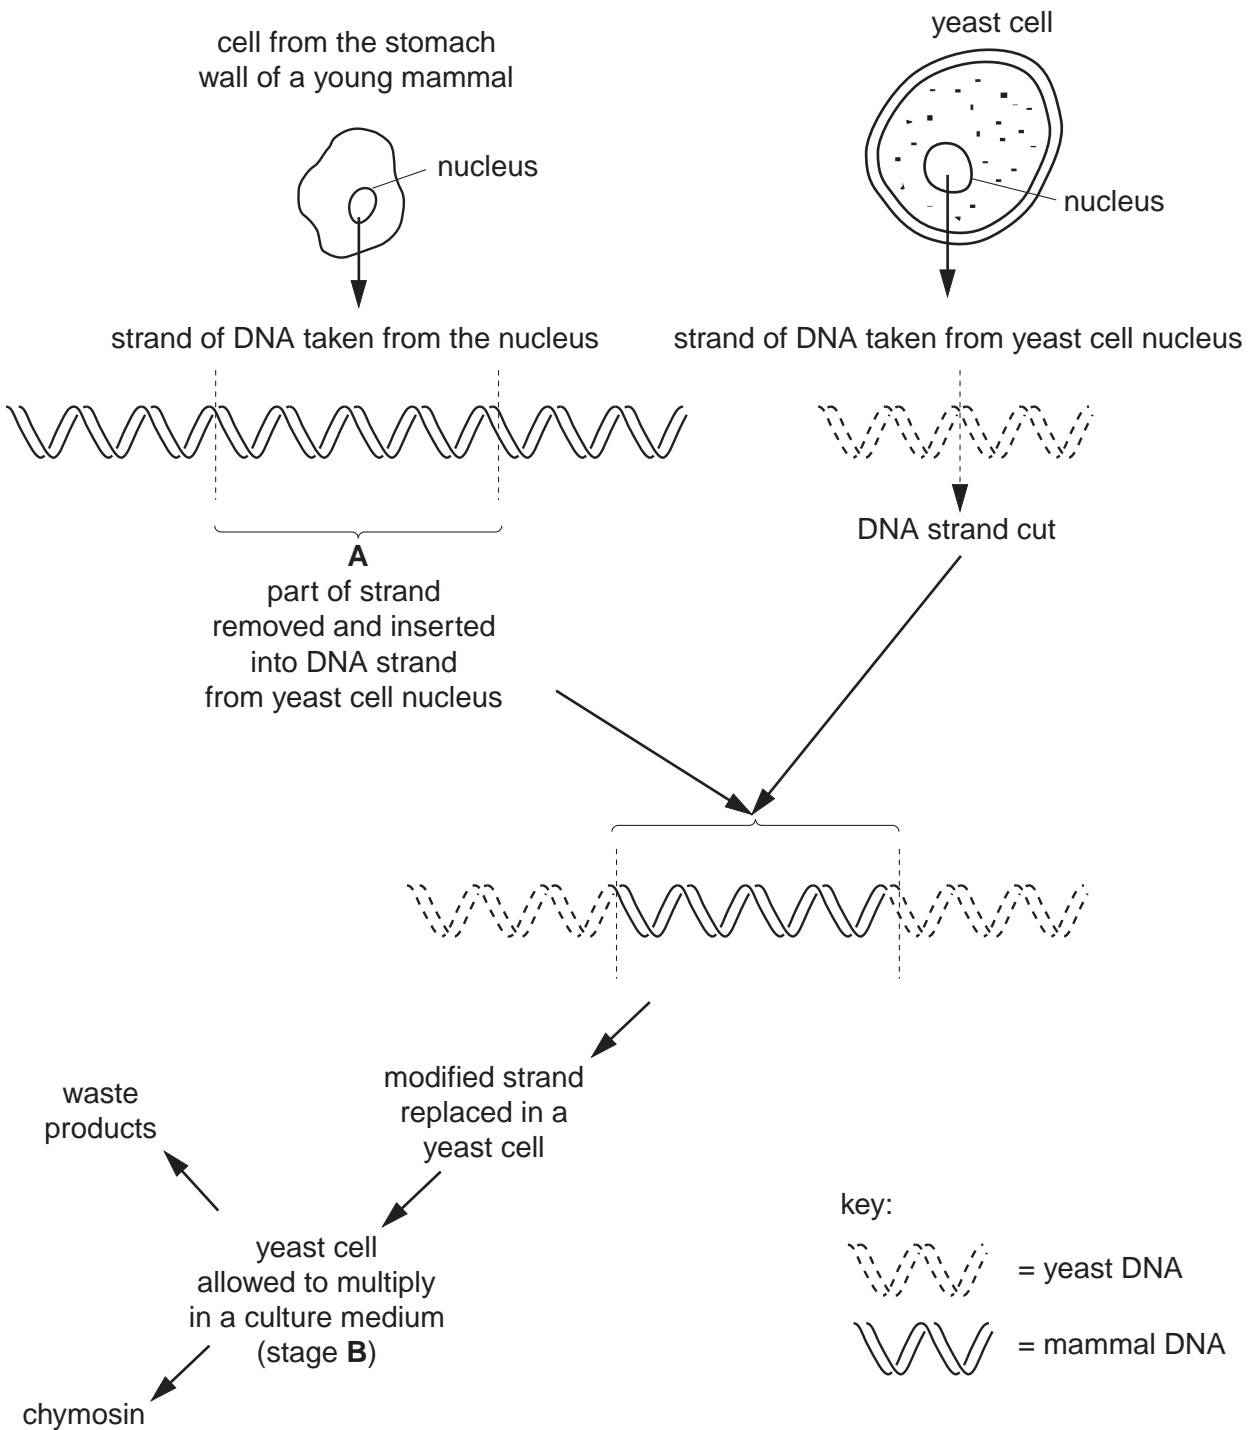 cell from the stomach
wall of a young mammal
nucleus
yeast cell
nucleus
strand of DNA taken from the nucleus
strand of DNA taken from yeast cell nucleus
A
part of strand
removed and inserted
into DNA strand
from yeast cell nucleus
DNA strand cut
modified strand
replaced in a
yeast cell
waste
products
yeast cell
allowed to multiply
in a culture medium
(stage B)
chymosin
key:
= yeast DNA
= mammal DNA